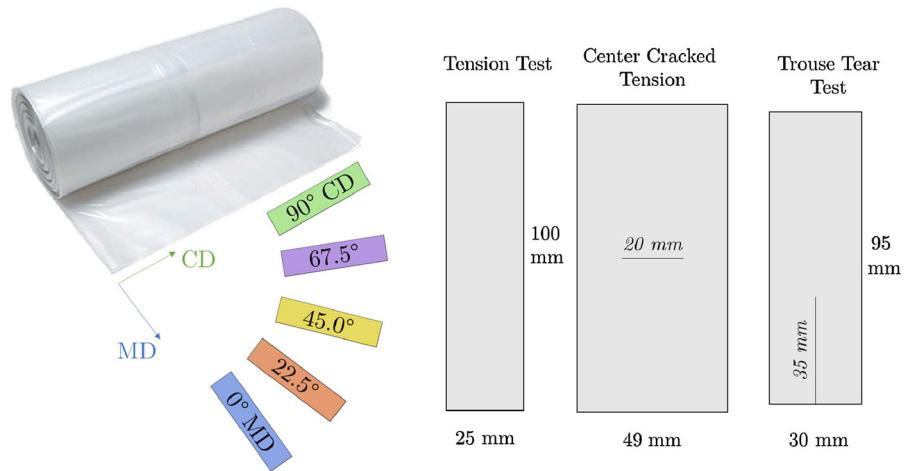 Tension Test
Center Cracked
Tension
Trouse Tear
Test
90° CD
67.5°
45.0°
22.5°
0° MD
CD
MD
100
mm
20 mm
95
mm
35 mm
25 mm
49 mm
30 mm